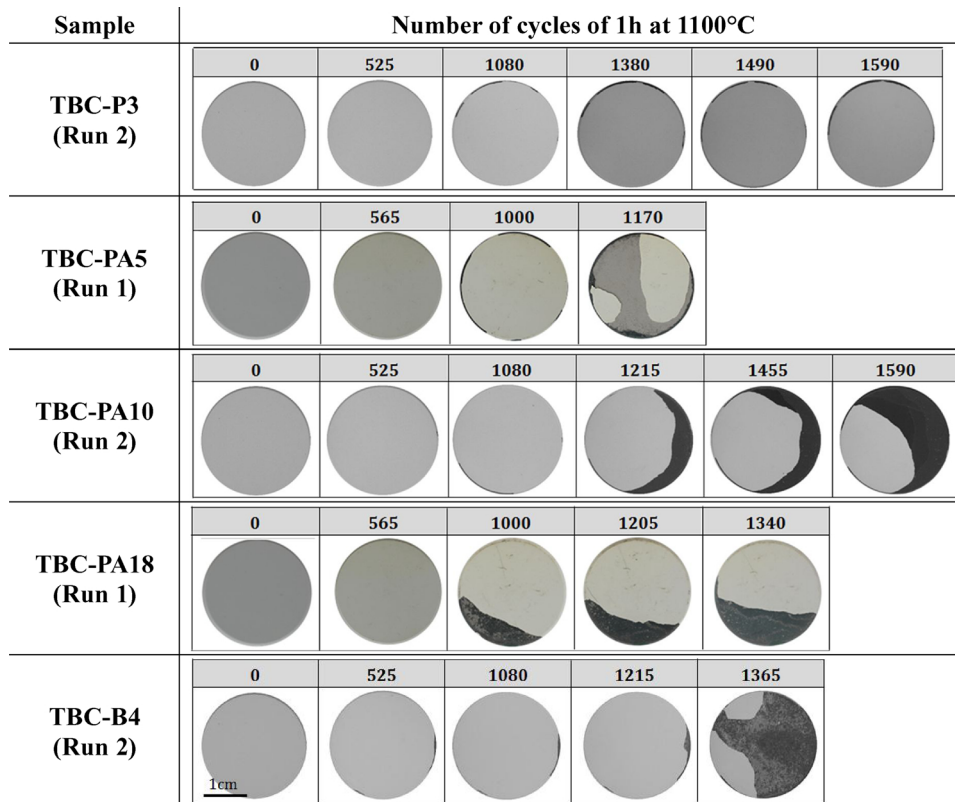 Sample Number of cycles of 1h at 1100°C
0 525 1080 1380 1490 1590
TBC-P3
(Run 2)
0 565 1000 1170
TBC-PA5
(Run 1)
0 525 1080 1215 1455 1590
TBC-PA10
(Run 2)
0 565 1000 1205 1340
TBC-PA18
(Run 1)
0 525 1080 1215 1365
TBC-B4
(Run 2)
1cm